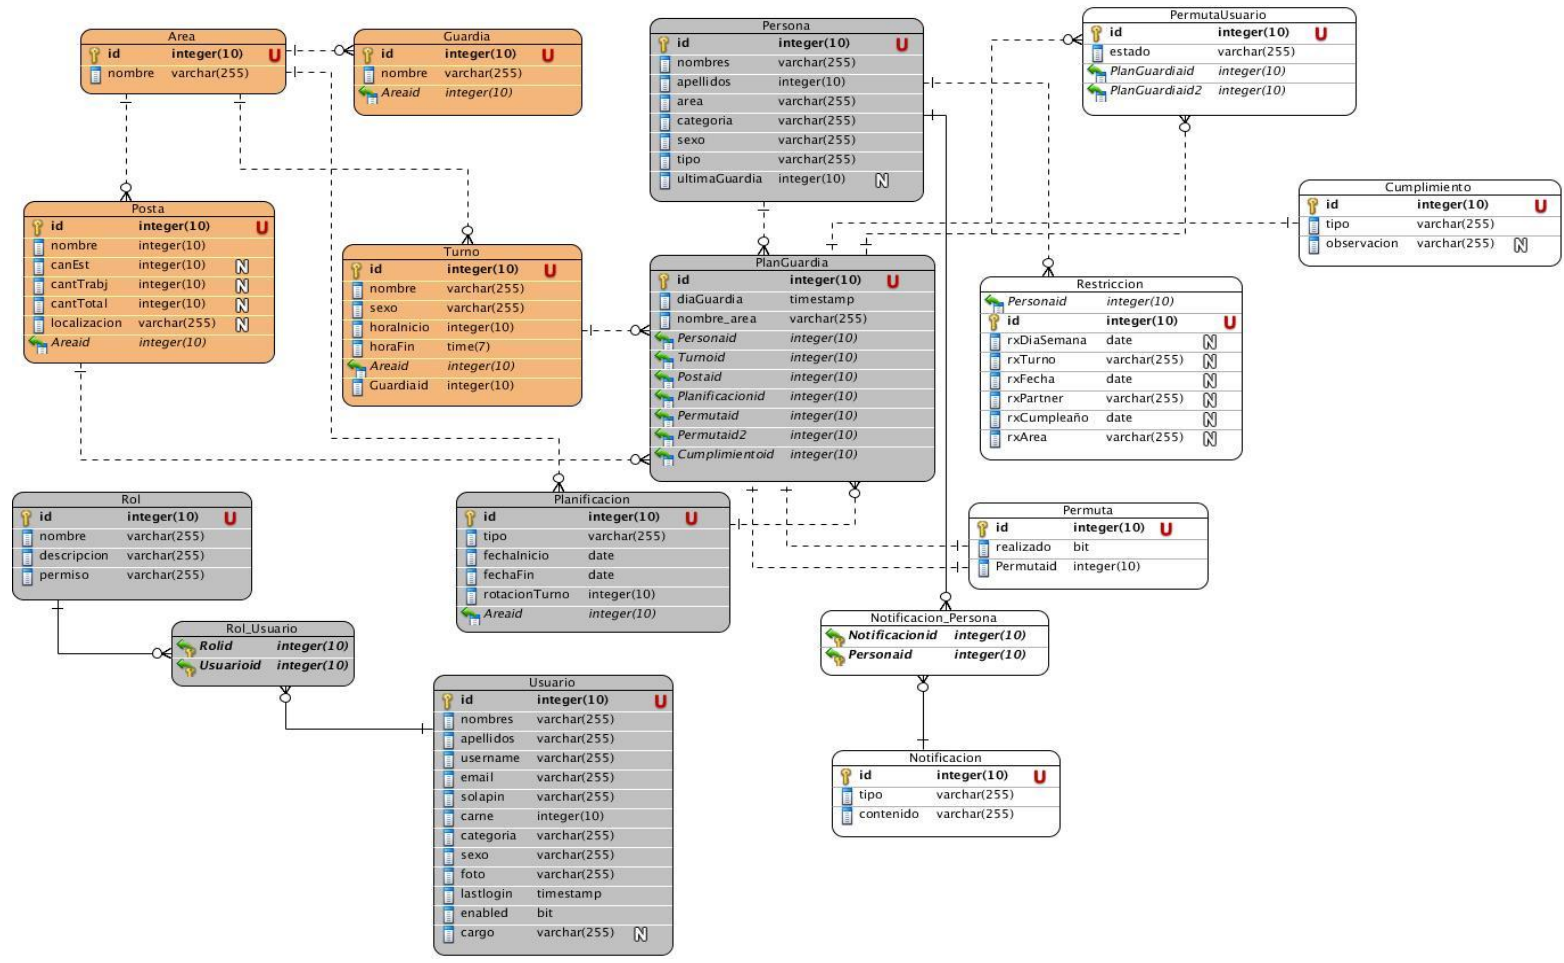 Area
id integer(10) U
nombre varchar(255)
Guardia
id integer(10) U
nombre varchar(255)
Areaid integer(10)
Persona
id integer(10) U
nombres varchar(255)
apellidos integer(10)
area varchar(255)
categoria varchar(255)
sexo varchar(255)
tipo varchar(255)
ultimaGuardia integer(10) N
PermutaUsuario
id integer(10) U
estado varchar(255)
PlanGuardiaid integer(10)
PlanGuardiaid2 integer(10)
Cumplimiento
id integer(10) U
tipo varchar(255)
observacion varchar(255) N
Posta
id integer(10) U
nombre integer(10)
canEst integer(10) N
cantTrabj integer(10) N
cantTotal integer(10) N
localizacion varchar(255) N
Areaid integer(10)
Turno
id integer(10) U
nombre varchar(255)
sexo varchar(255)
horaInicio integer(10)
horaFin time(7)
Areaid integer(10)
Guardiaid integer(10)
PlanGuardia
id integer(10) U
diaGuardia timestamp
nombre_area varchar(255)
Personaid integer(10)
Turnoid integer(10)
Postaid integer(10)
Planificacionid integer(10)
Permutaid integer(10)
Permutaid2 integer(10)
Cumplimientoid integer(10)
Restriccion
Personaid integer(10)
id integer(10) U
rxDiaSemana date N
rxTurno varchar(255) N
rxFecha date N
rxPartner varchar(255) N
rxCumpleaño date N
rxArea varchar(255) N
Rol
id integer(10) U
nombre varchar(255)
descripcion varchar(255)
permiso varchar(255)
Planificacion
id integer(10) U
tipo varchar(255)
fechaInicio date
fechaFin date
rotacionTurno integer(10)
Areaid integer(10)
Permuta
id integer(10) U
realizado bit
Permutaid integer(10)
Rol_Usuario
Rolid integer(10)
Usuarioid integer(10)
Notificacion_Persona
Notificacionid integer(10)
Personaid integer(10)
Usuario
id integer(10) U
nombres varchar(255)
apellidos varchar(255)
username varchar(255)
email varchar(255)
solapin varchar(255)
carne integer(10)
categoria varchar(255)
sexo varchar(255)
foto varchar(255)
lastlogin timestamp
enabled bit
cargo varchar(255) N
Notificacion
id integer(10) U
tipo varchar(255)
contenido varchar(255)